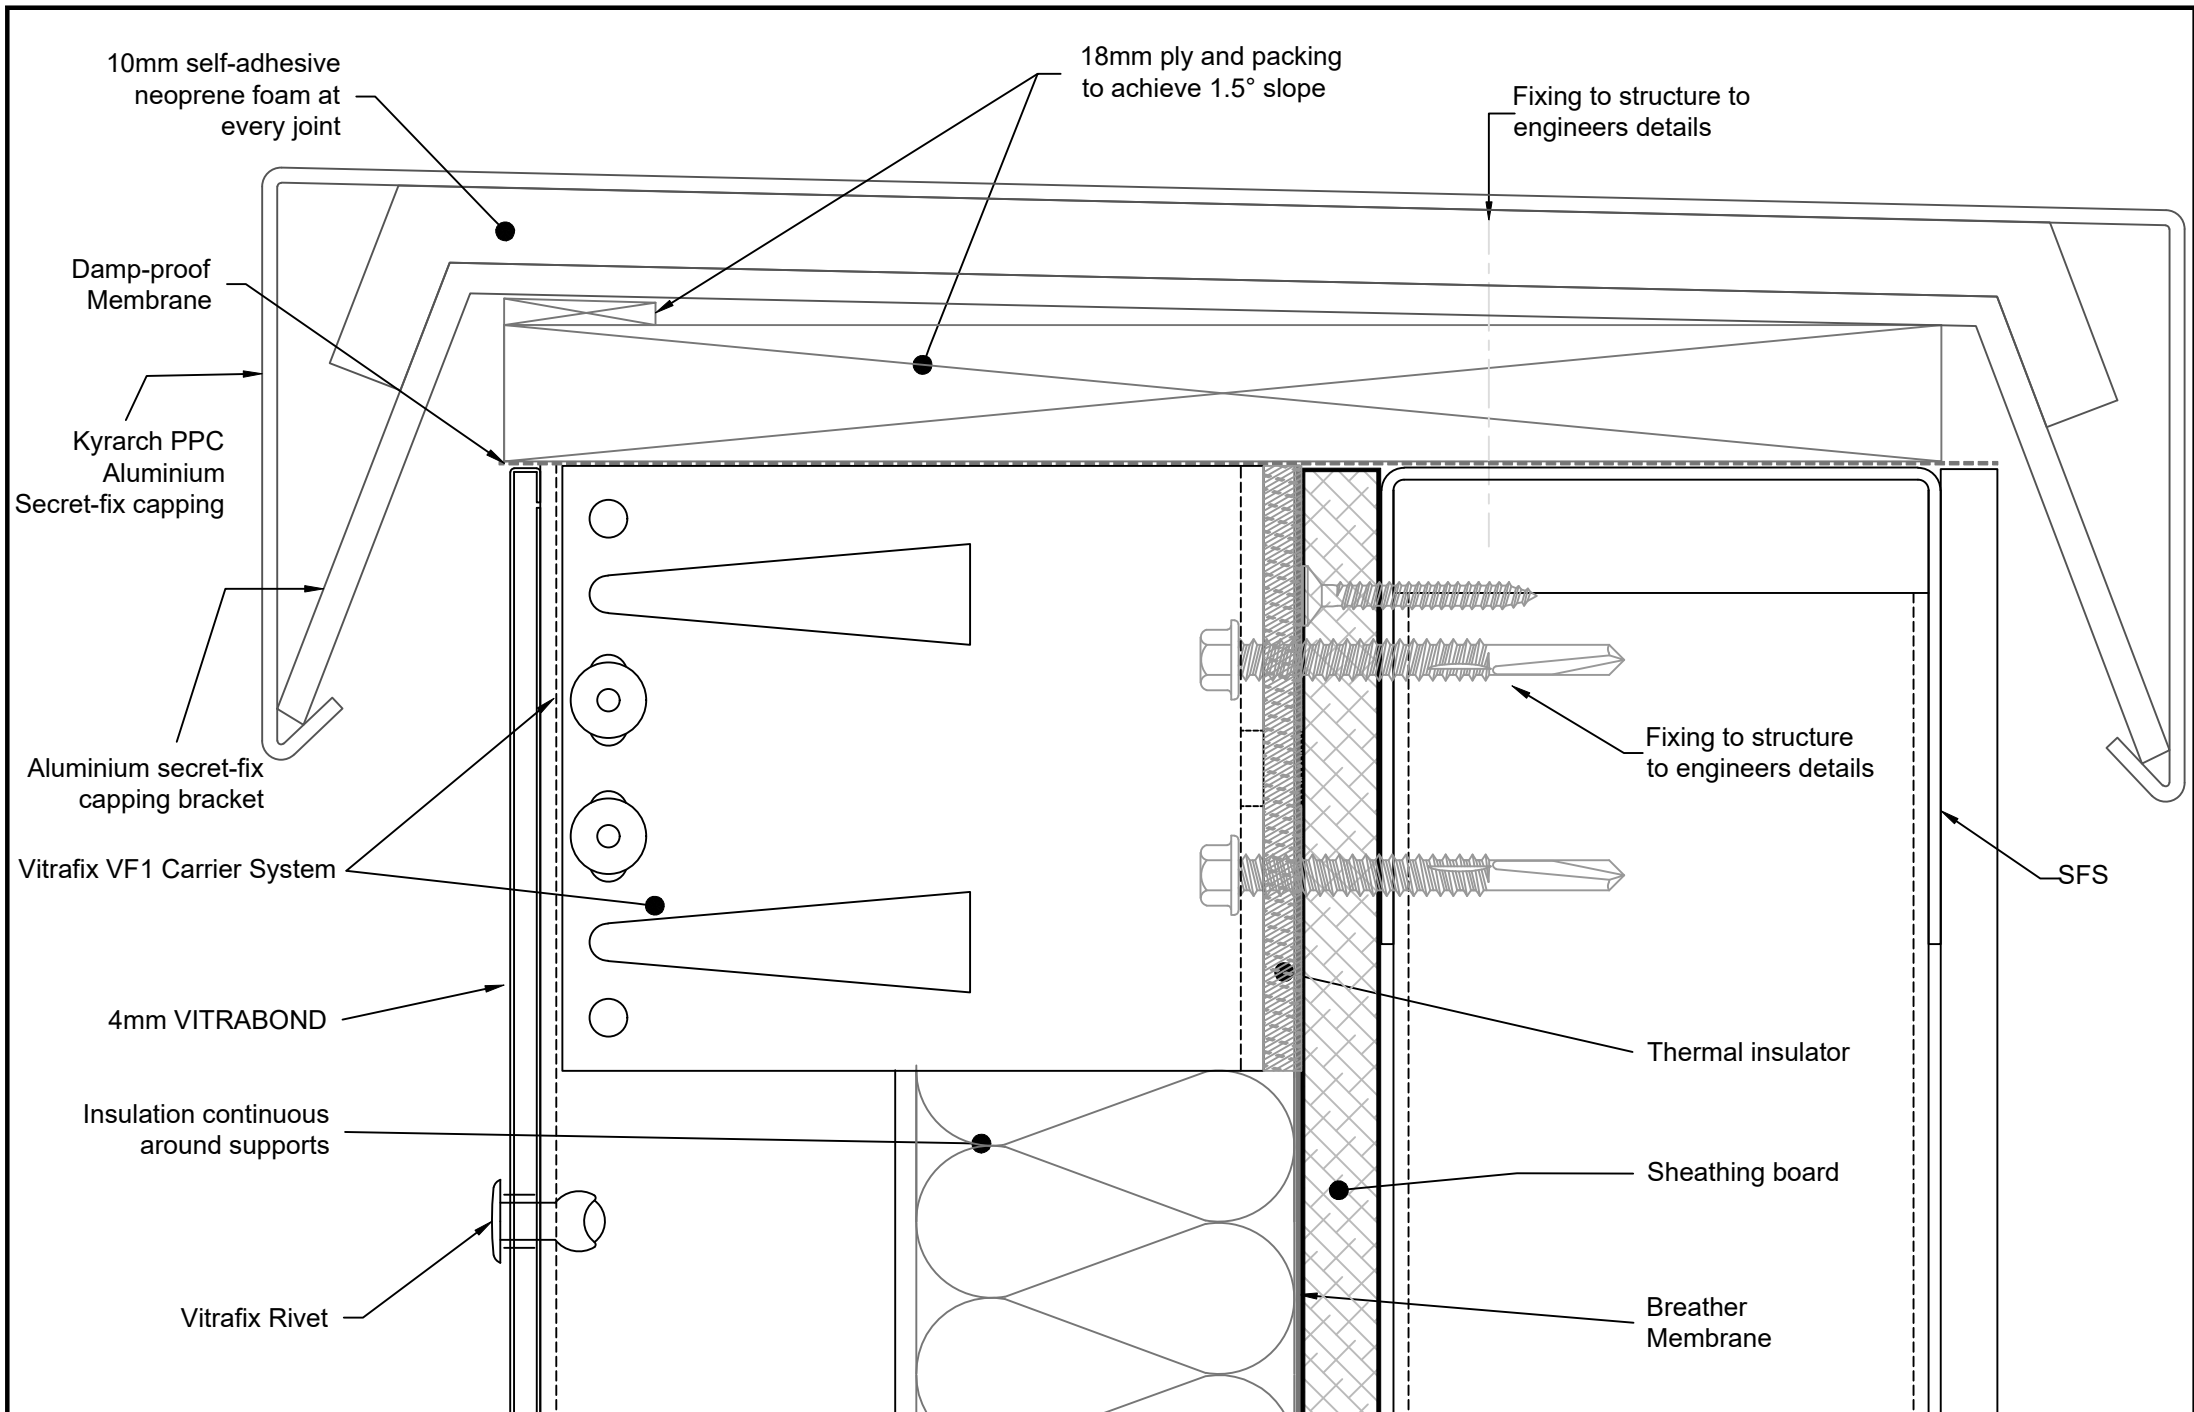 10mm self-adhesive
neoprene foam at
every joint
18mm ply and packing
to achieve 1.5° slope
Fixing to structure to
engineers details
Damp-proof
Membrane
Kyrarch PPC
Aluminium
Secret-fix capping
Aluminium secret-fix
capping bracket
Fixing to structure
to engineers details
Vitrafix VF1 Carrier System
SFS
4mm VITRABOND
Thermal insulator
Insulation continuous
around supports
Sheathing board
Vitrafix Rivet
Breather
Membrane